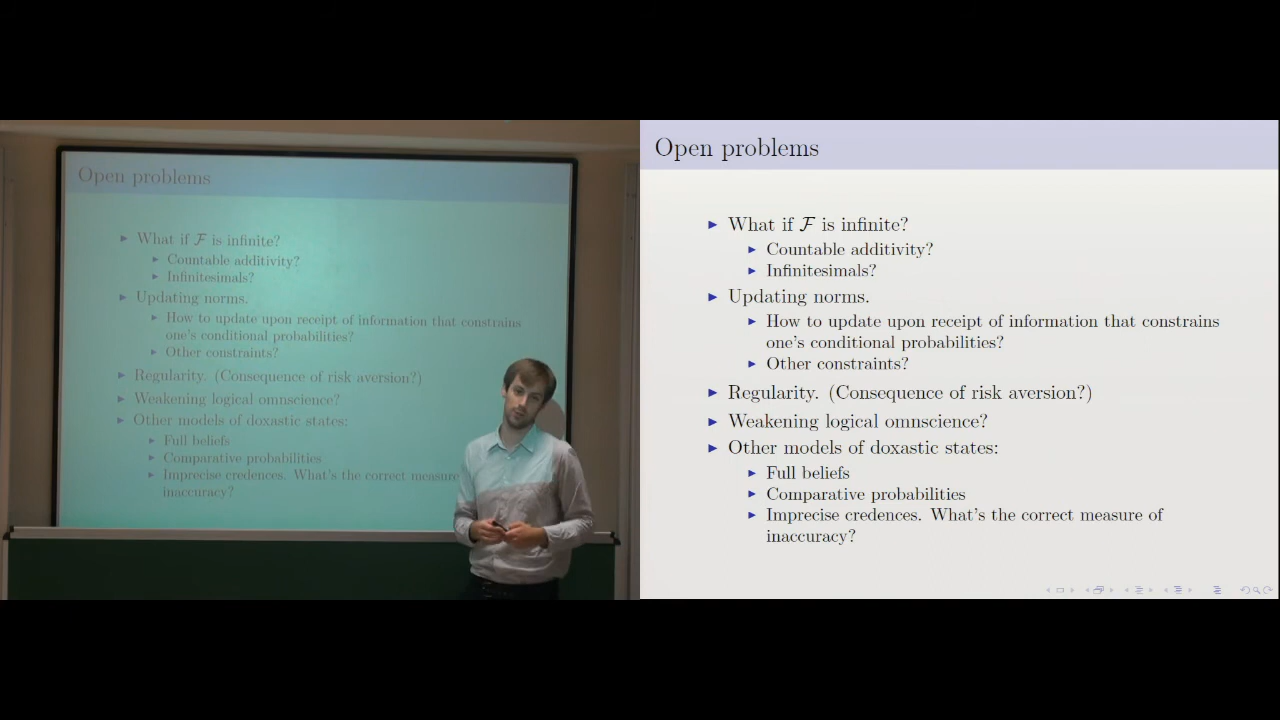 Open problems
What if F is infinite?
Countable additivity?
Infinitesimals?
Updating norms.
How to update upon receipt of information that constrains
one's conditional probabilities?
Other constraints?
Regularity. (Consequence of risk aversion?)
Weakening logical omnscience?
Other models of doxastic states:
Full beliefs
Comparative probabilities
Imprecise credences. What's the correct measure
inaccuracy?
Open problems
What if F is infinite?
Countable additivity?
Infinitesimals?
Updating norms.
How to update upon receipt of information that constrains
one's conditional probabilities?
Other constraints?
Regularity. (Consequence of risk aversion?)
Weakening logical omnscience?
Other models of doxastic states:
Full beliefs
Comparative probabilities
Imprecise credences. What's the correct measure of
inaccuracy?